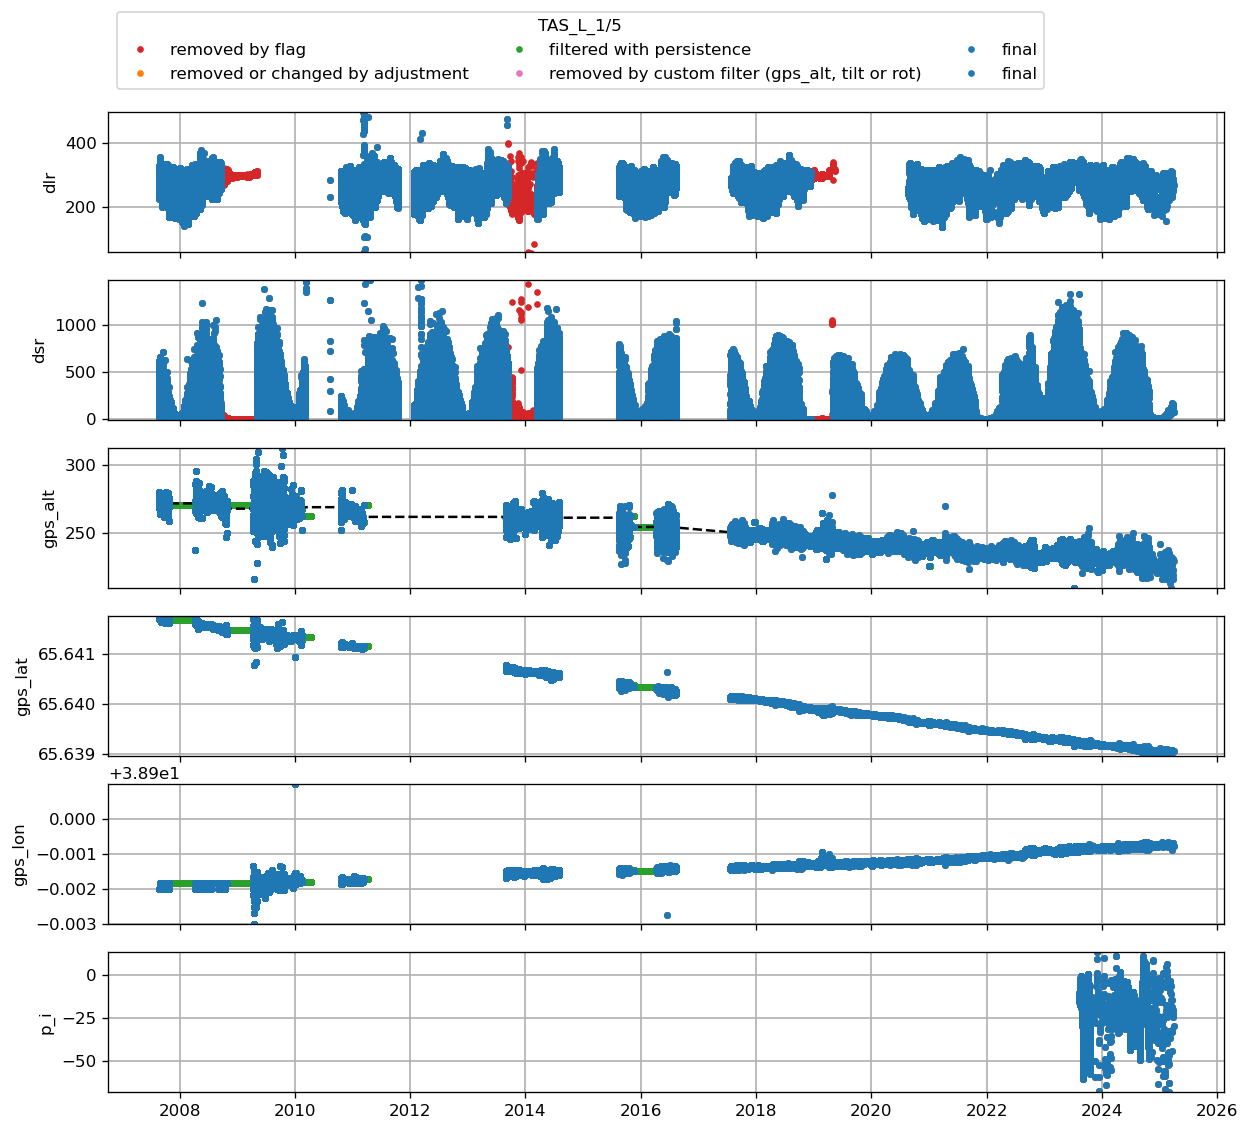 TAS_L_1/5
removed by flag
filtered with persistence
final
removed or changed by adjustment
removed by custom filter (gps_alt, tilt or rot)
final
400
200
dlr
1000
500
0
dsr
300
250
gps_alt
65.641
65.640
65.639
gps_lat
+3.89e1
0.000
−0.001
−0.002
−0.003
gps_lon
0
−25
−50
p_i
2008 2010 2012 2014 2016 2018 2020 2022 2024 2026